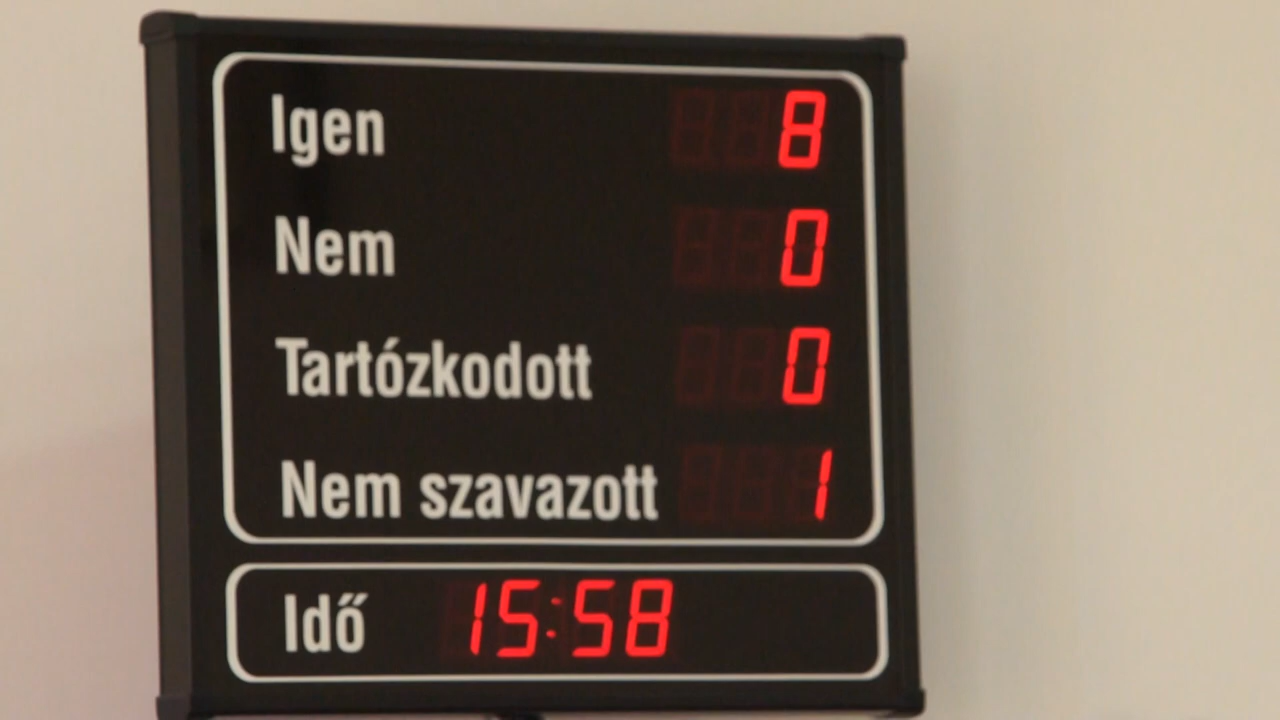 Igen 8
Nem 0
Tartózkodott 0
Nem szavazott 1
Idő 15:58